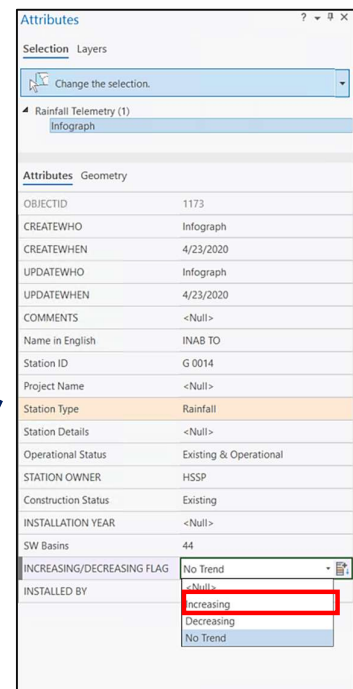 Attributes
Selection Layers
Change the selection.
Rainfall Telemetry (1)
Infograph
Attributes Geometry
OBJECTID 1173
CREATEWHO Infograph
CREATEWHEN 4/23/2020
UPDATEWHO Infograph
UPDATEWHEN 4/23/2020
COMMENTS <Null>
Name in English INAB TO
Station ID G 0014
Project Name <Null>
Station Type Rainfall
Station Details <Null>
Operational Status Existing & Operational
STATION OWNER HSSP
Construction Status Existing
INSTALLATION YEAR <Null>
SW Basins 44
INCREASING/DECREASING FLAG No Trend
INSTALLED BY <Null>
Increasing
Decreasing
No Trend